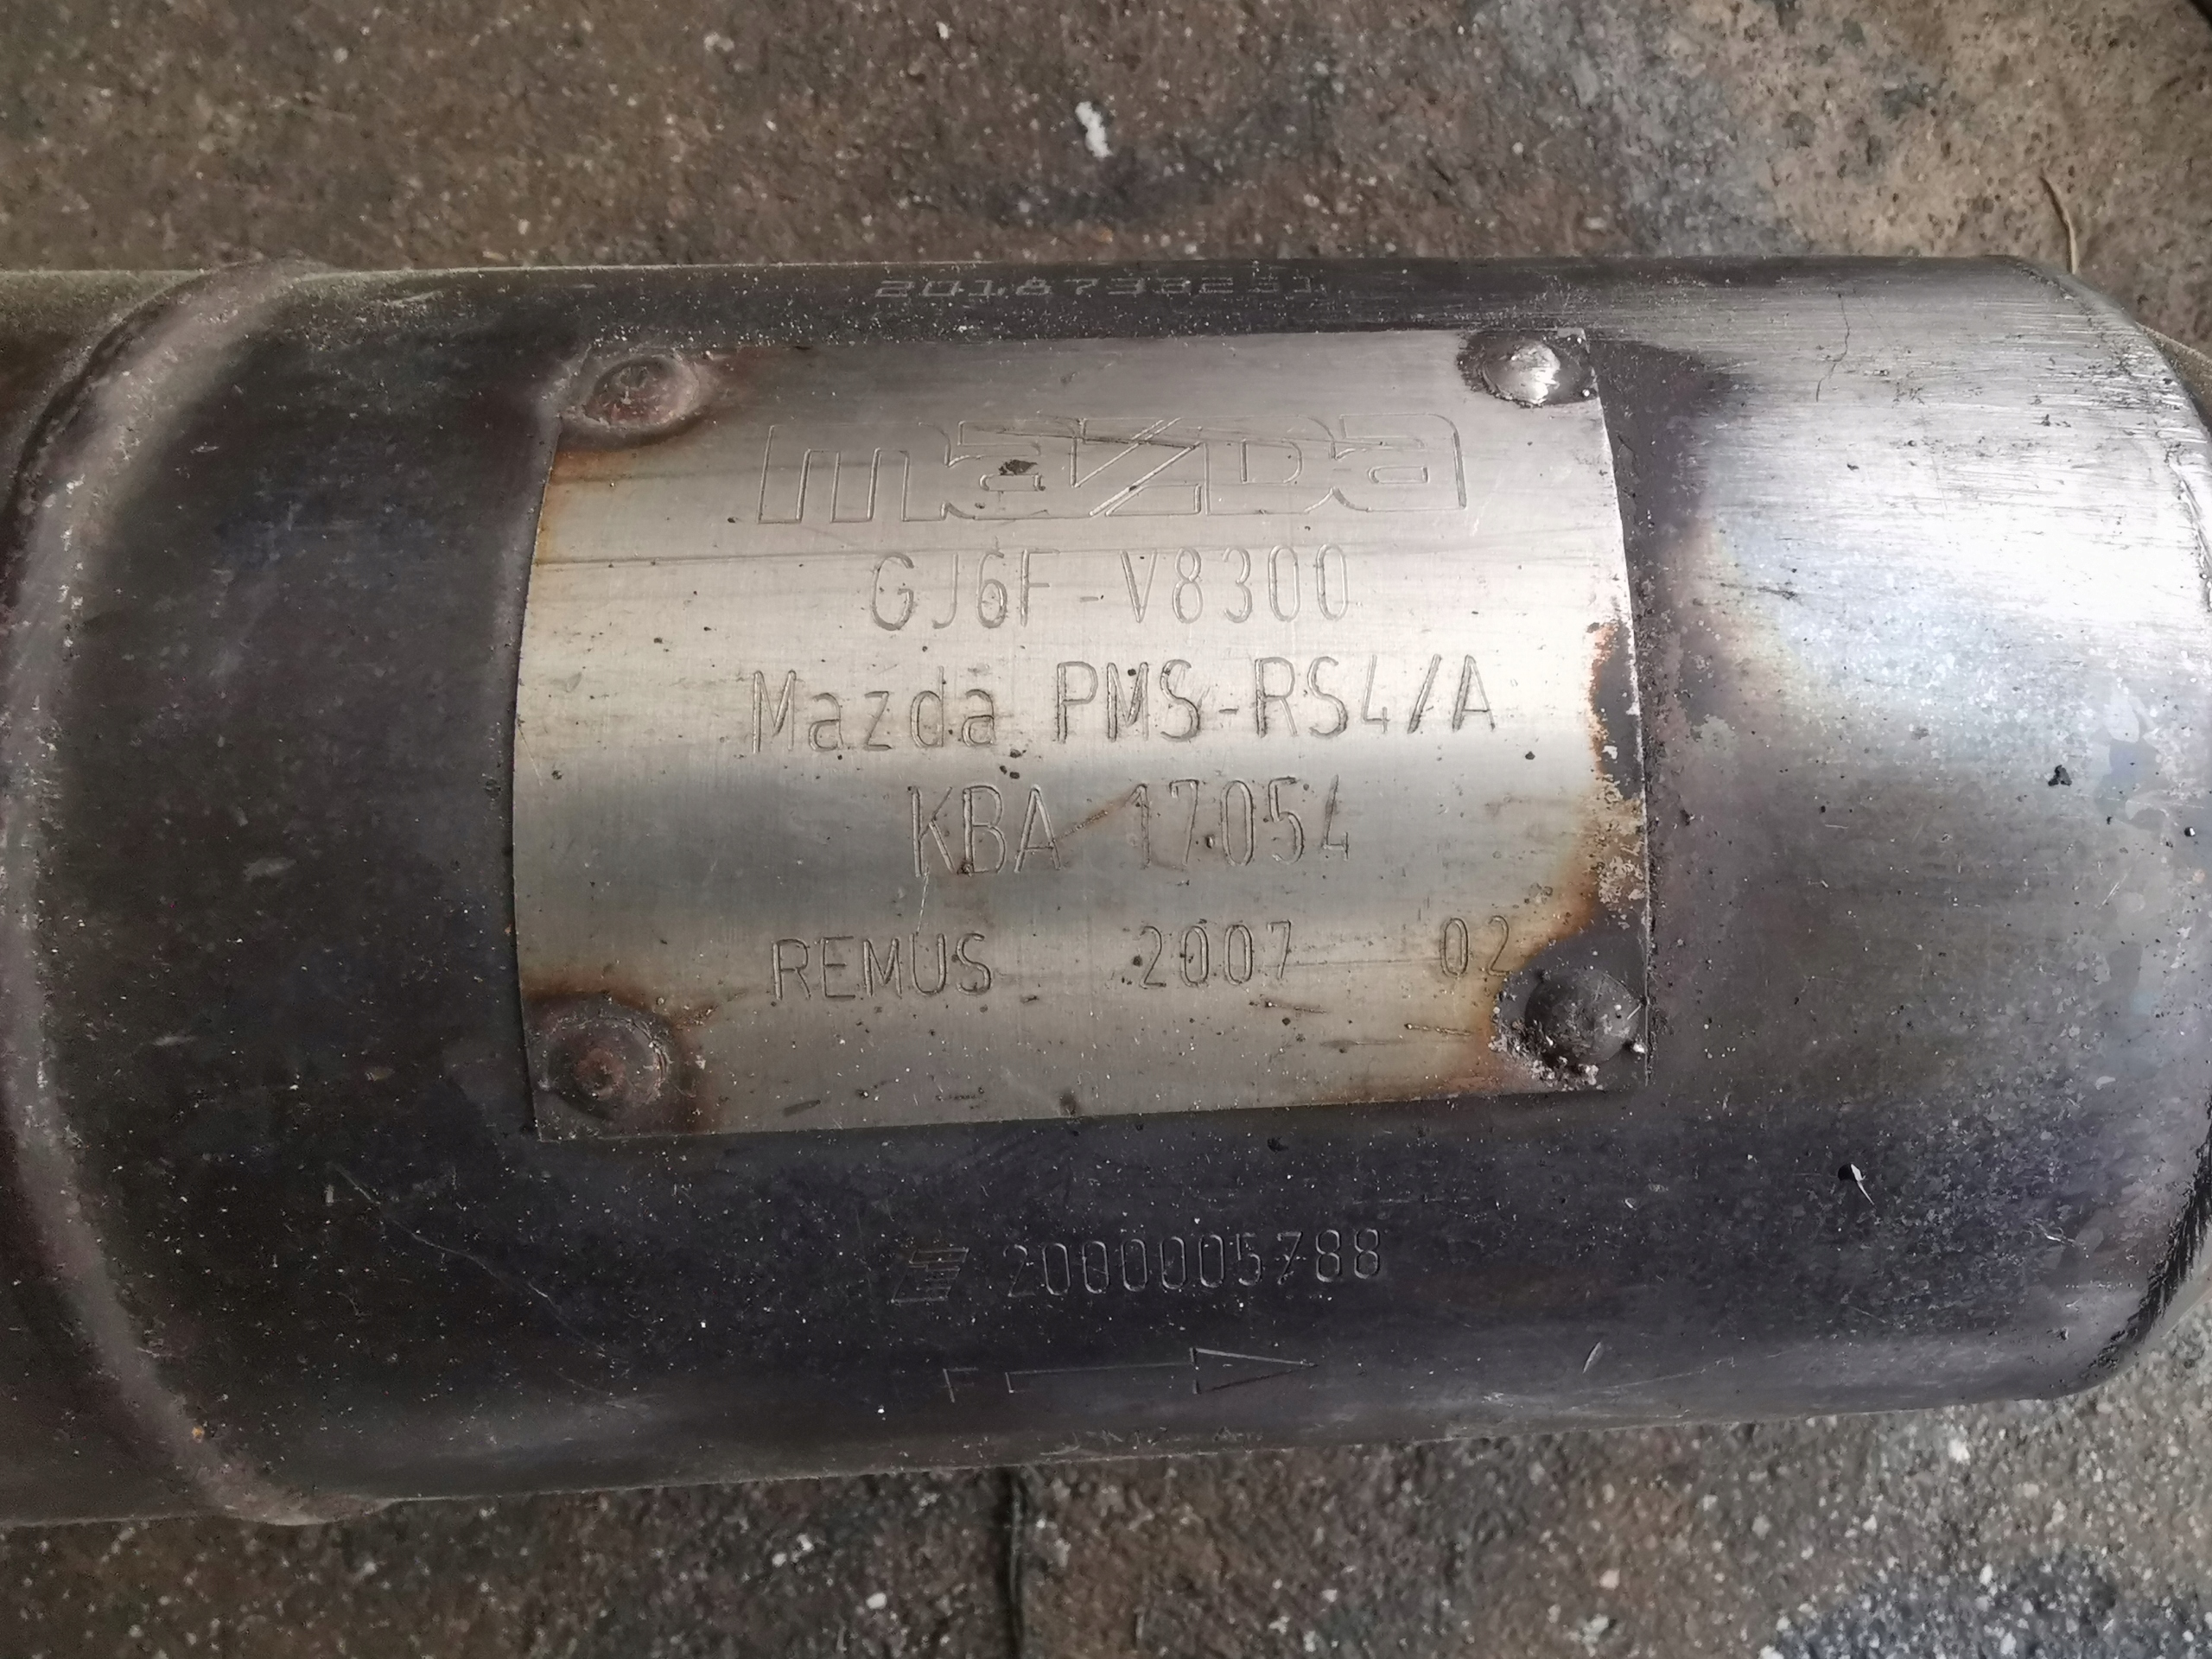 mazda
GJ6F-V8300
Mazda PMS-RS4/A
KBA 17054
REMUS 2007 02
2000005788